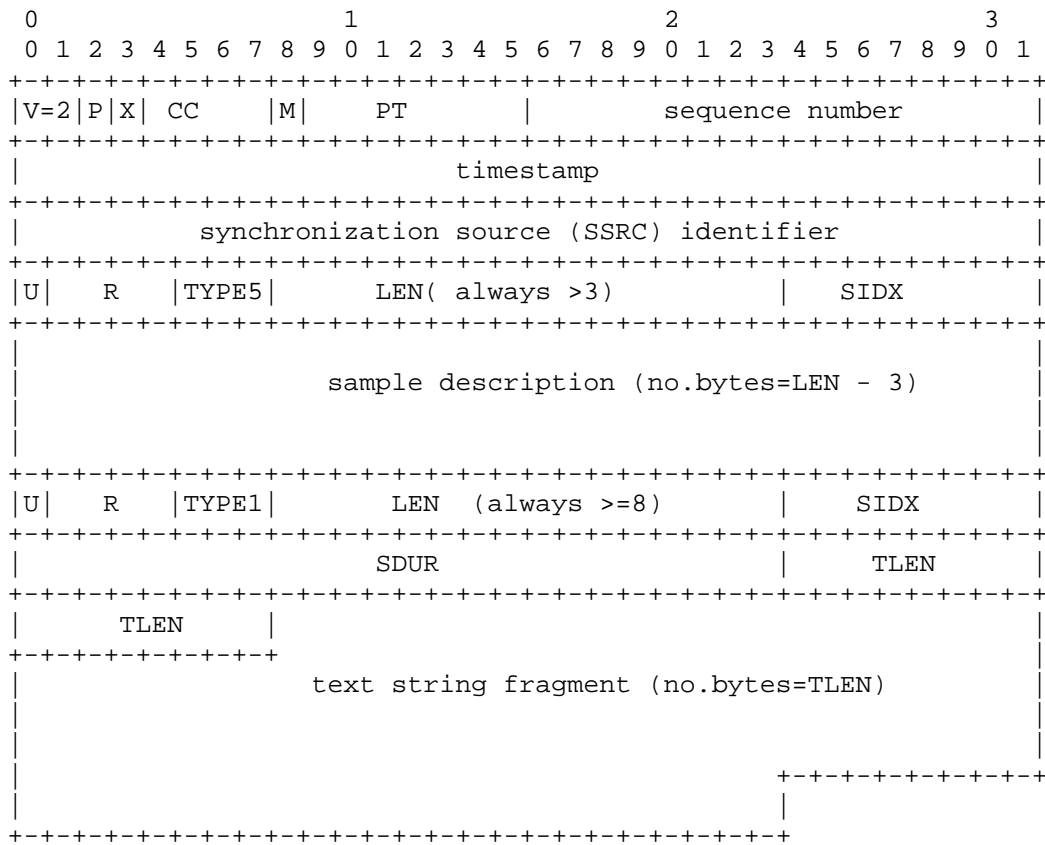 0                   1                   2                   3
 0 1 2 3 4 5 6 7 8 9 0 1 2 3 4 5 6 7 8 9 0 1 2 3 4 5 6 7 8 9 0 1
+-+-+-+-+-+-+-+-+-+-+-+-+-+-+-+-+-+-+-+-+-+-+-+-+-+-+-+-+-+-+-+-+
|V=2|P|X| CC    |M|    PT       |        sequence number        |
+-+-+-+-+-+-+-+-+-+-+-+-+-+-+-+-+-+-+-+-+-+-+-+-+-+-+-+-+-+-+-+-+
|                           timestamp                           |
+-+-+-+-+-+-+-+-+-+-+-+-+-+-+-+-+-+-+-+-+-+-+-+-+-+-+-+-+-+-+-+-+
|           synchronization source (SSRC) identifier            |
+-+-+-+-+-+-+-+-+-+-+-+-+-+-+-+-+-+-+-+-+-+-+-+-+-+-+-+-+-+-+-+-+
|U|   R   |TYPE5|      LEN( always >3)          |   SIDX        |
+-+-+-+-+-+-+-+-+-+-+-+-+-+-+-+-+-+-+-+-+-+-+-+-+-+-+-+-+-+-+-+-+
|                                                               |
|                   sample description (no.bytes=LEN - 3)       |
|                                                               |
|                                                               |
+-+-+-+-+-+-+-+-+-+-+-+-+-+-+-+-+-+-+-+-+-+-+-+-+-+-+-+-+-+-+-+-+
|U|   R   |TYPE1|       LEN  (always >=8)       |    SIDX       |
+-+-+-+-+-+-+-+-+-+-+-+-+-+-+-+-+-+-+-+-+-+-+-+-+-+-+-+-+-+-+-+-+
|                      SDUR                     |     TLEN      |
+-+-+-+-+-+-+-+-+-+-+-+-+-+-+-+-+-+-+-+-+-+-+-+-+-+-+-+-+-+-+-+-+
|      TLEN     |                                               |
+-+-+-+-+-+-+-+-+                                               |
|                  text string fragment (no.bytes=TLEN)         |
|                                                               |
|                                                               |
|                                               +-+-+-+-+-+-+-+-+
|                                               |
+-+-+-+-+-+-+-+-+-+-+-+-+-+-+-+-+-+-+-+-+-+-+-+-+